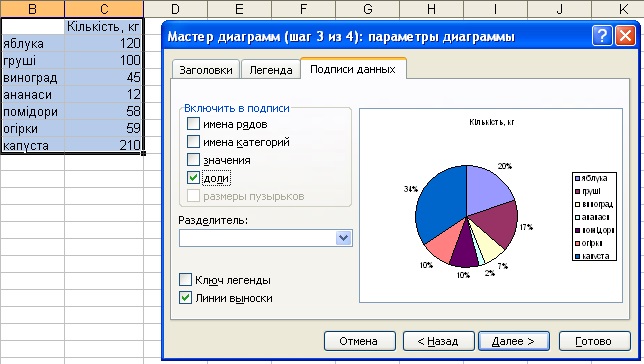 B C D E F G H I J K
Кількість, кг
яблука 120
груші 100
виноград 45
ананаси 12
помідори 58
огірки 59
капуста 210
Мастер диаграмм (шаг 3 из 4): параметры диаграммы
Заголовки Легенда Подписи данных
Включить в подписи
имена рядов
имена категорий
значения
доли
размеры пузырьков
Разделитель:
Ключ легенды
Линии выноски
Кількість, кг
20%
17%
7%
2%
10%
10%
34%
яблука
груші
виноград
ананаси
помідори
огірки
капуста
Отмена < Назад Далее > Готово